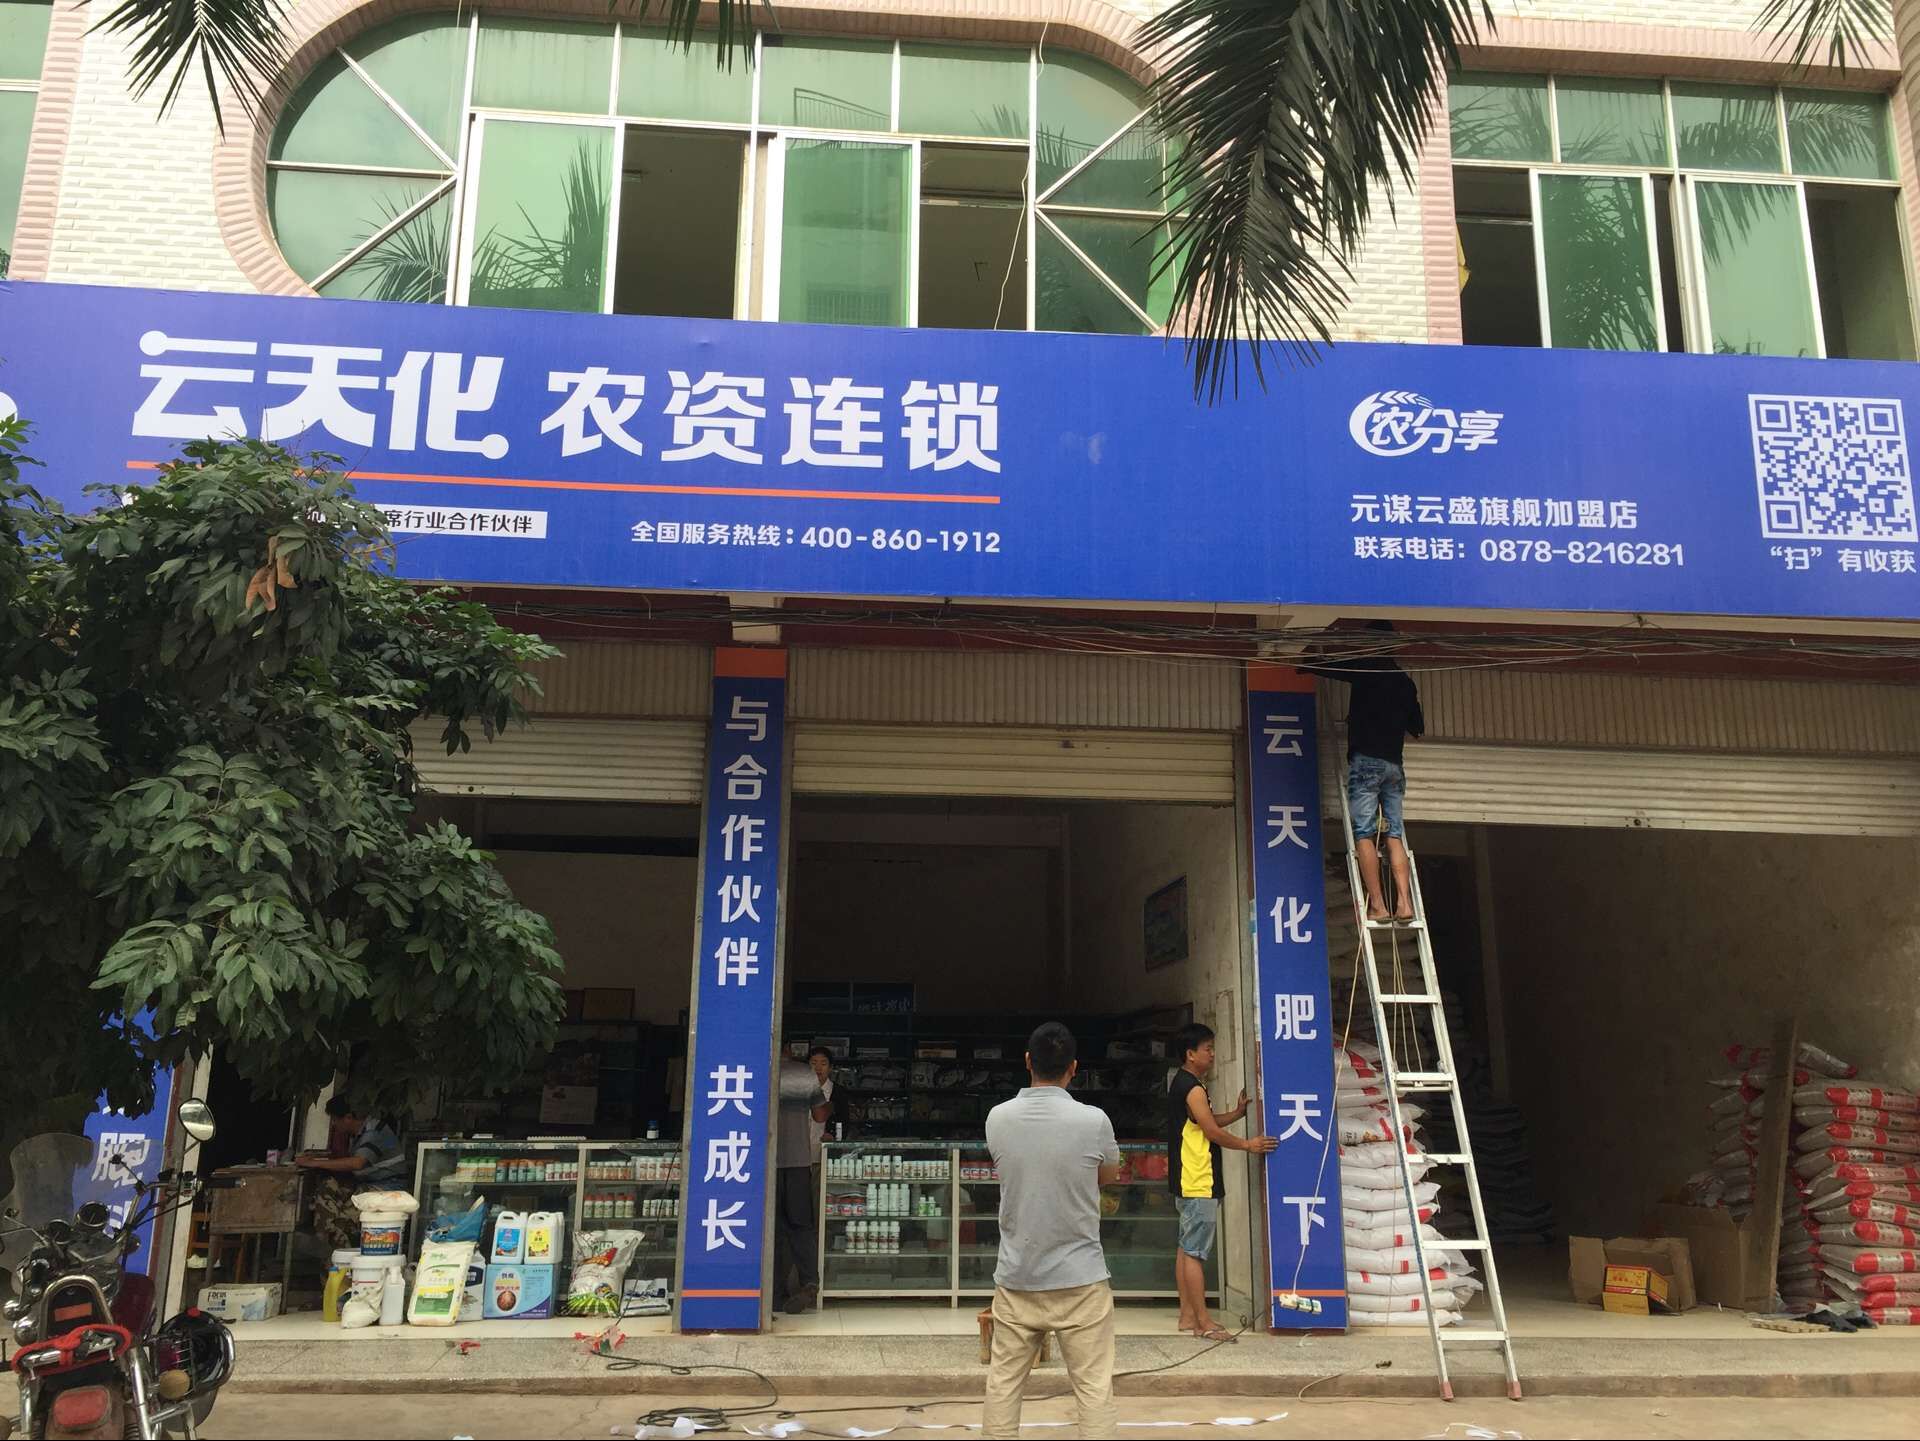 云天化 农资连锁
席行业合作伙伴
全国服务热线：400-860-1912
农分享
元谋云盛旗舰加盟店
联系电话：0878-8216281
“扫”有收获
与合作伙伴 共成长
云天化肥天下
肥